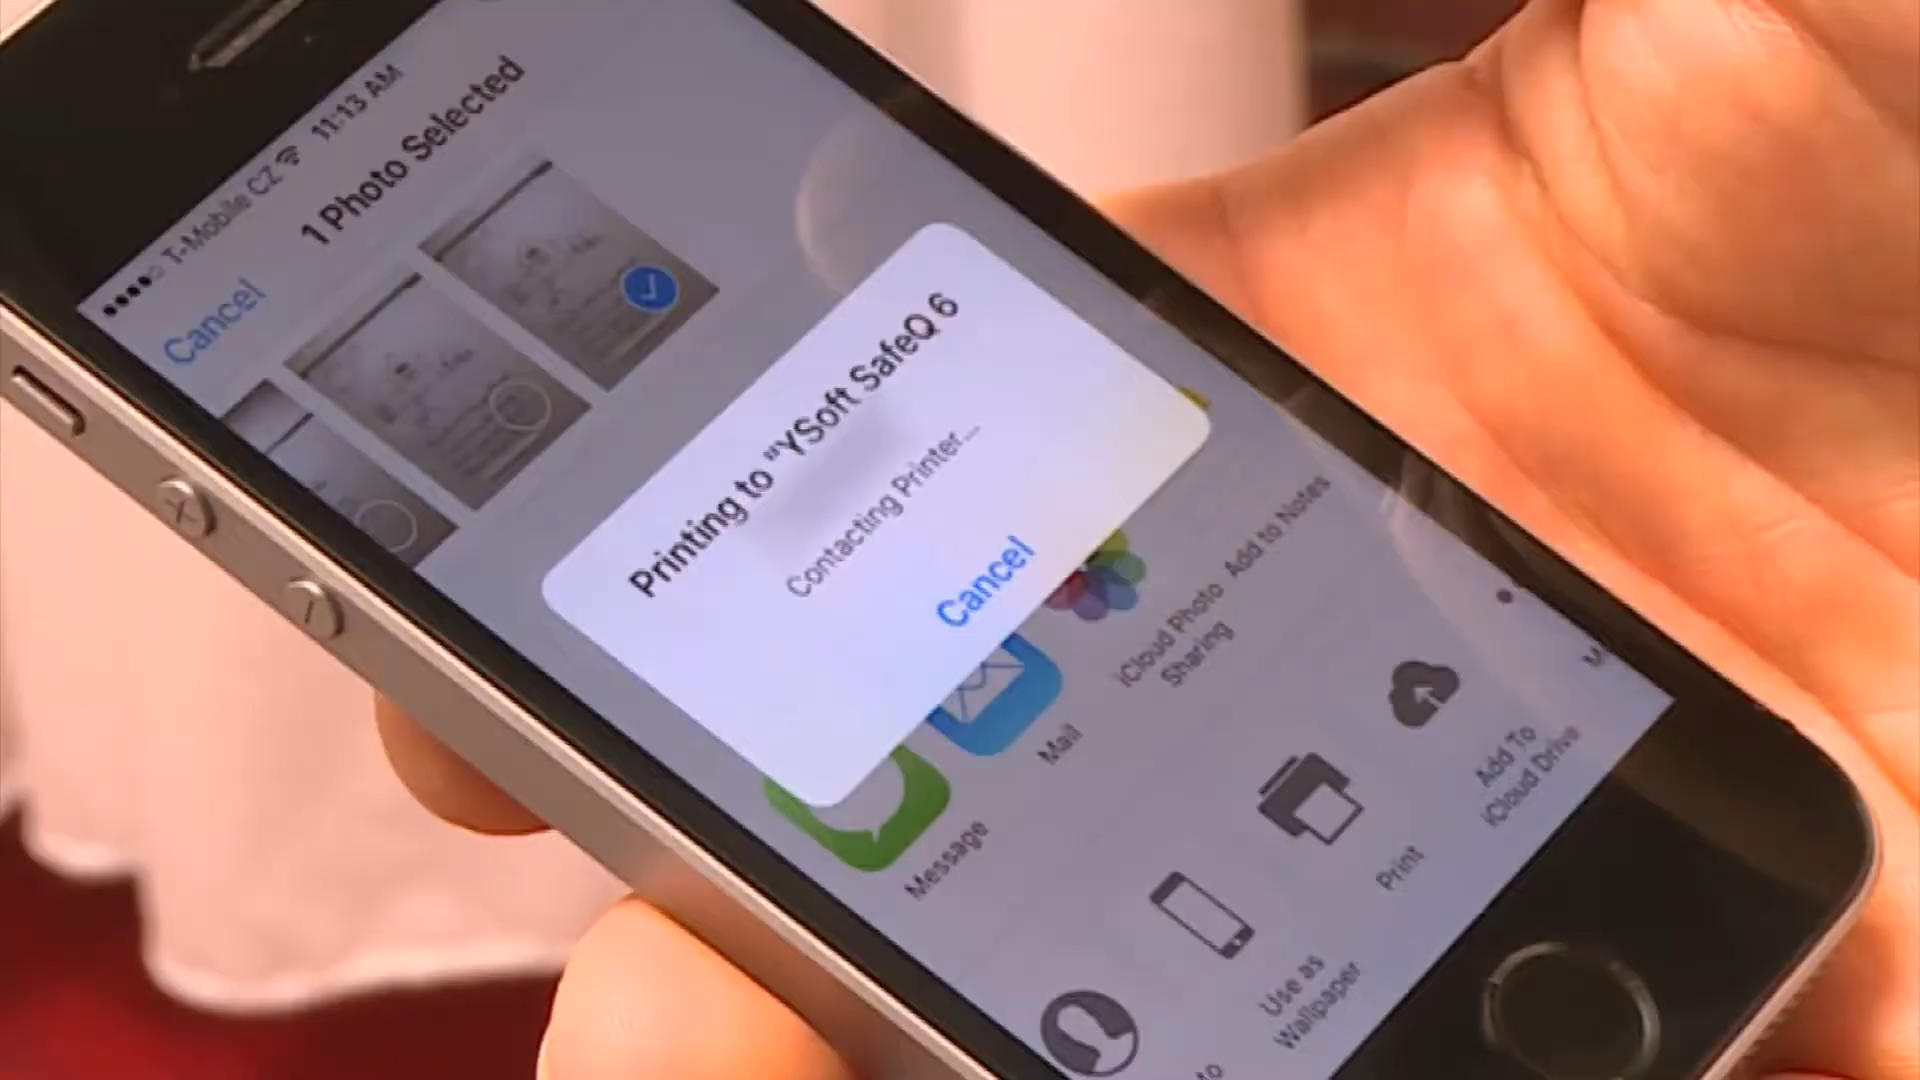 T-Mobile CZ 11:13 AM
Cancel 1 Photo Selected
Printing to "YSoft SafeQ 6
Contacting Printer...
Cancel
Message
Mail
iCloud Photo
Sharing
Add to Notes
Use as
Wallpaper
Print
Add To
iCloud Drive